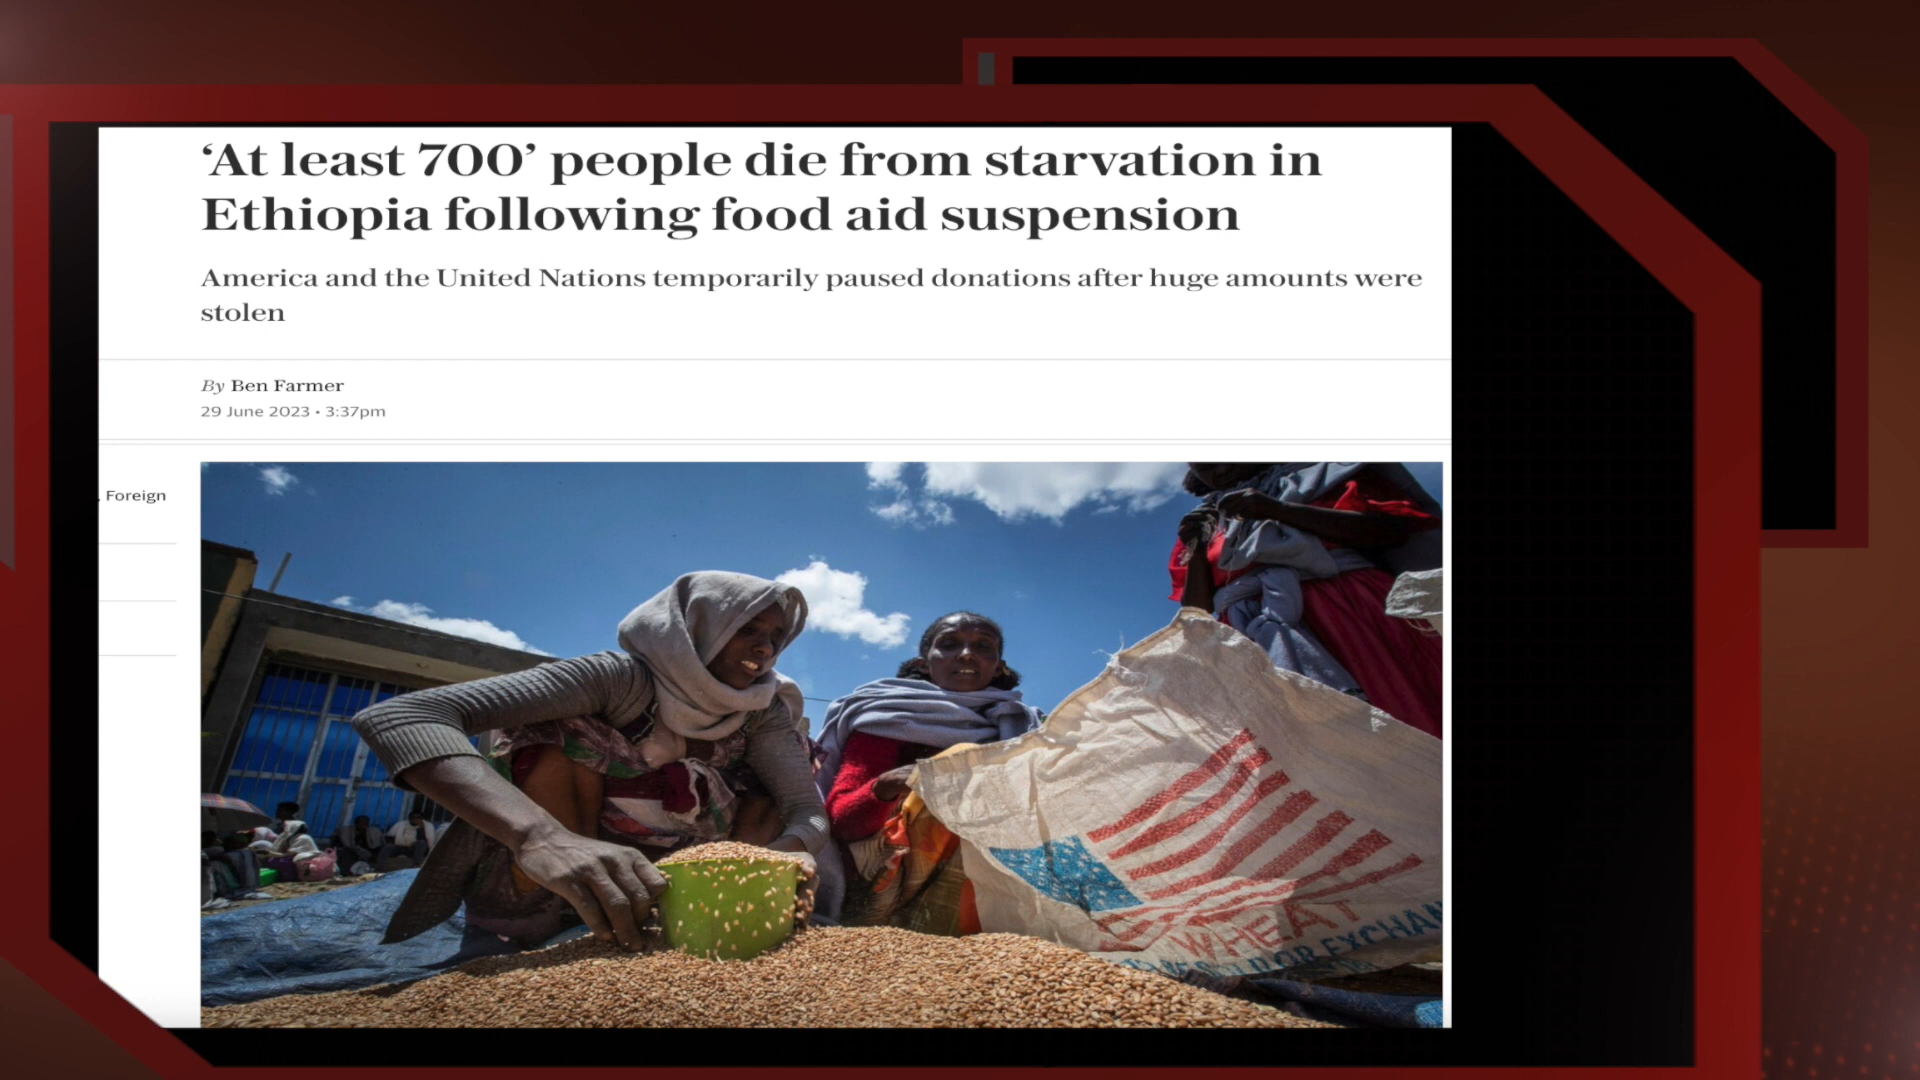 ‘At least 700’ people die from starvation in
Ethiopia following food aid suspension
America and the United Nations temporarily paused donations after huge amounts were
stolen
By Ben Farmer
29 June 2023 • 3:37pm
, Foreign
WHEAT
EXCHAN